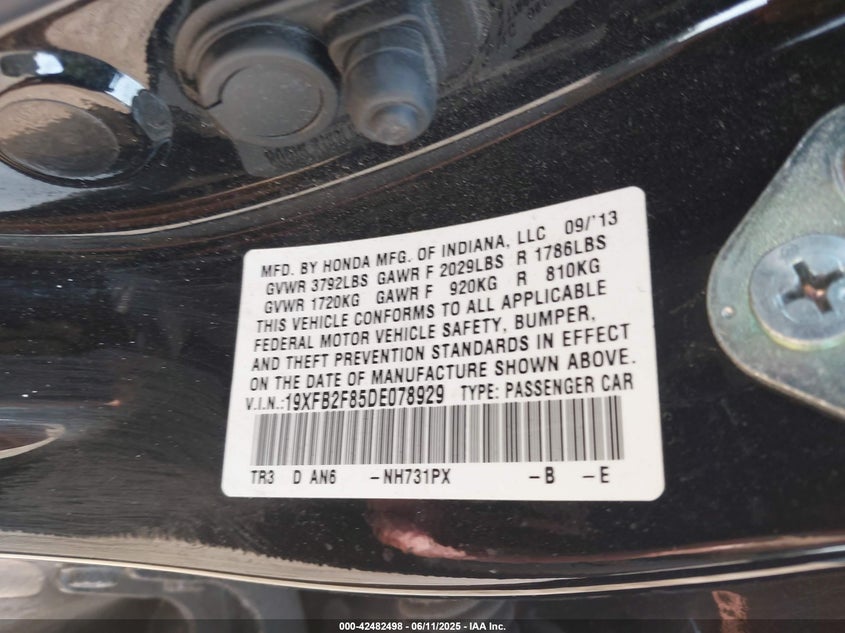 MFD. BY HONDA MFG. OF INDIANA, LLC 09/'13
GVWR 3792LBS GAWR F 2029LBS R 1786LBS
GVWR 1720KG GAWR F 920KG R 810KG
THIS VEHICLE CONFORMS TO ALL APPLICABLE
FEDERAL MOTOR VEHICLE SAFETY, BUMPER,
AND THEFT PREVENTION STANDARDS IN EFFECT
ON THE DATE OF MANUFACTURE SHOWN ABOVE.
V.I.N.:19XFB2F85DE078929 TYPE: PASSENGER CAR
TR3 D AN6 -NH731PX -B -E
000-42482498 - 06/11/2025 - IAA Inc.